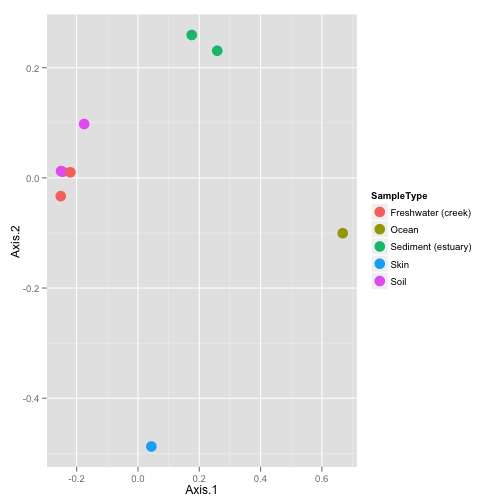 0.2
0.0
-0.2
-0.4
Axis.2
-0.2 0.0 0.2 0.4 0.6
Axis.1
SampleType
Freshwater (creek)
Ocean
Sediment (estuary)
Skin
Soil